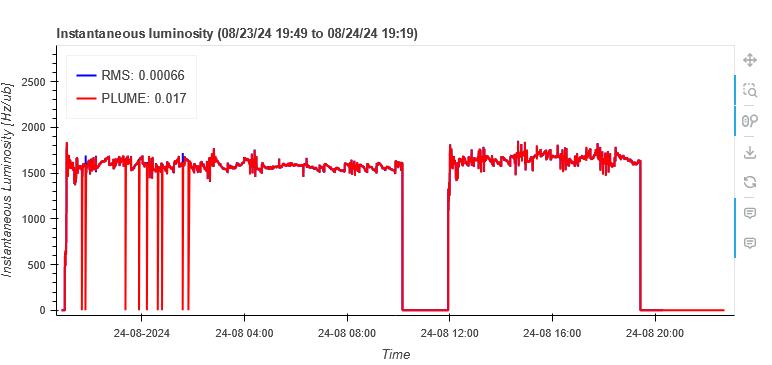 Instantaneous luminosity (08/23/24 19:49 to 08/24/24 19:19)
RMS: 0.00066
PLUME: 0.017
Instantaneous Luminosity [Hz/ub]
2500
2000
1500
1000
500
0
24-08-2024
24-08 04:00
24-08 08:00
24-08 12:00
24-08 16:00
24-08 20:00
Time